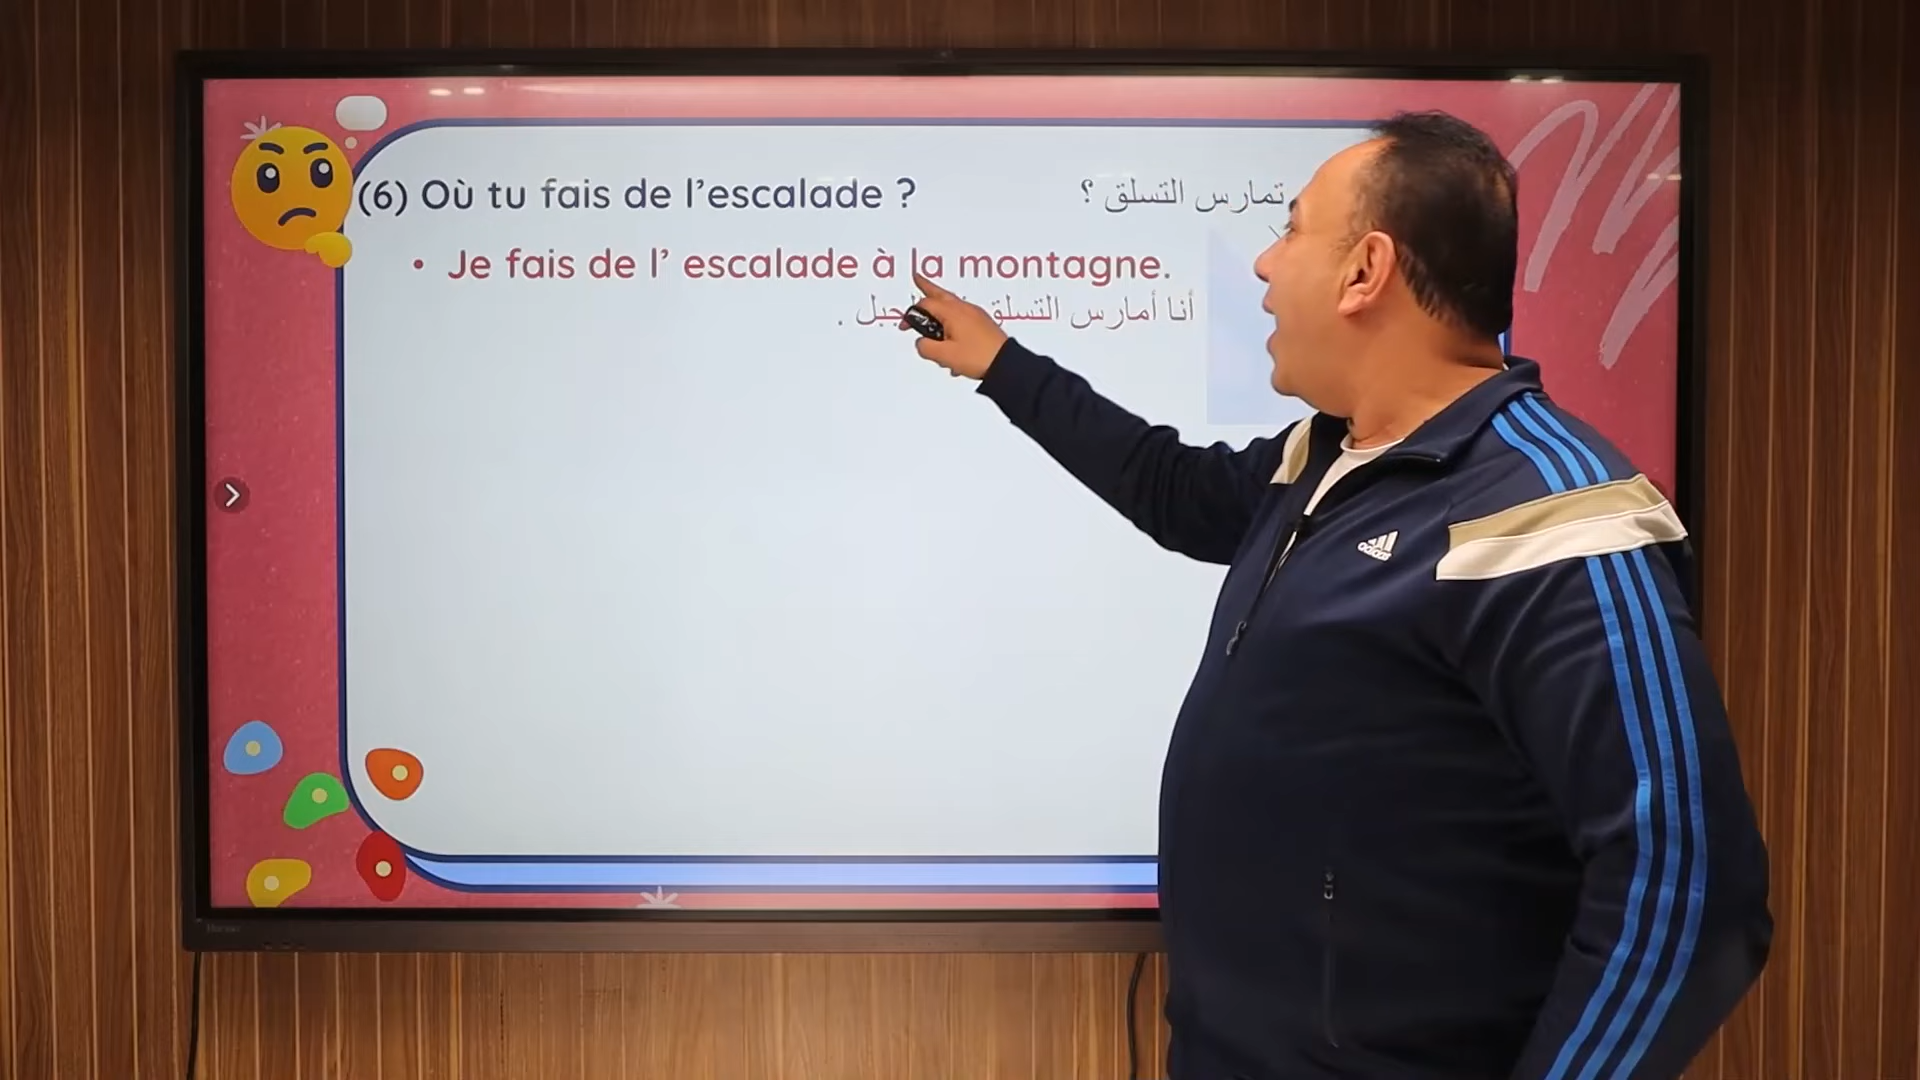 (6) Où tu fais de l’escalade ?
تمارس التسلق ؟
• Je fais de l’ escalade à la montagne.
أنا أمارس التسلق
adidas